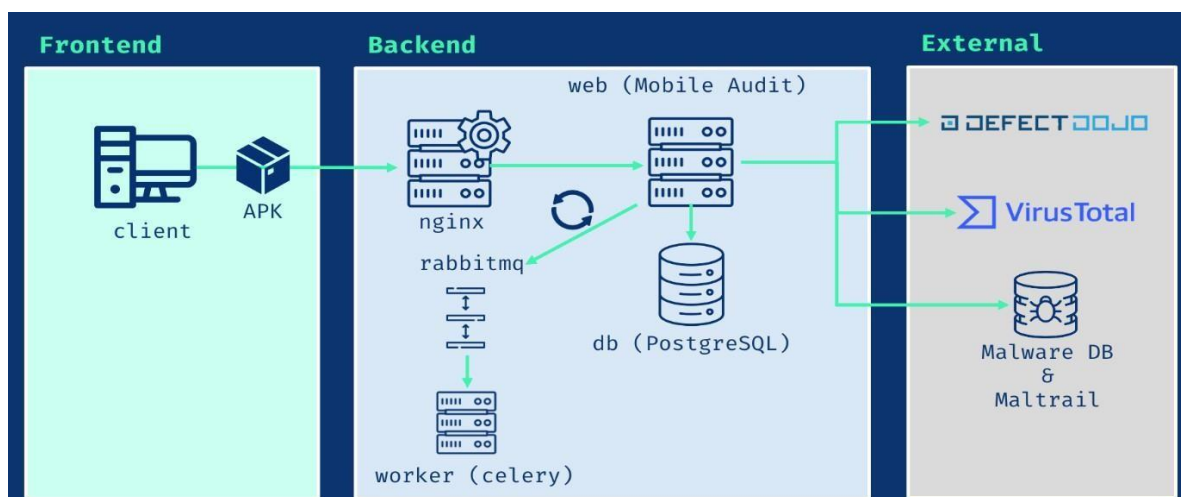 Frontend
Backend
External
web (Mobile Audit)
DEFECTDOJO
client
APK
nginx
VirusTotal
rabbitmq
db (PostgreSQL)
Malware DB
&
Maltrail
worker (celery)